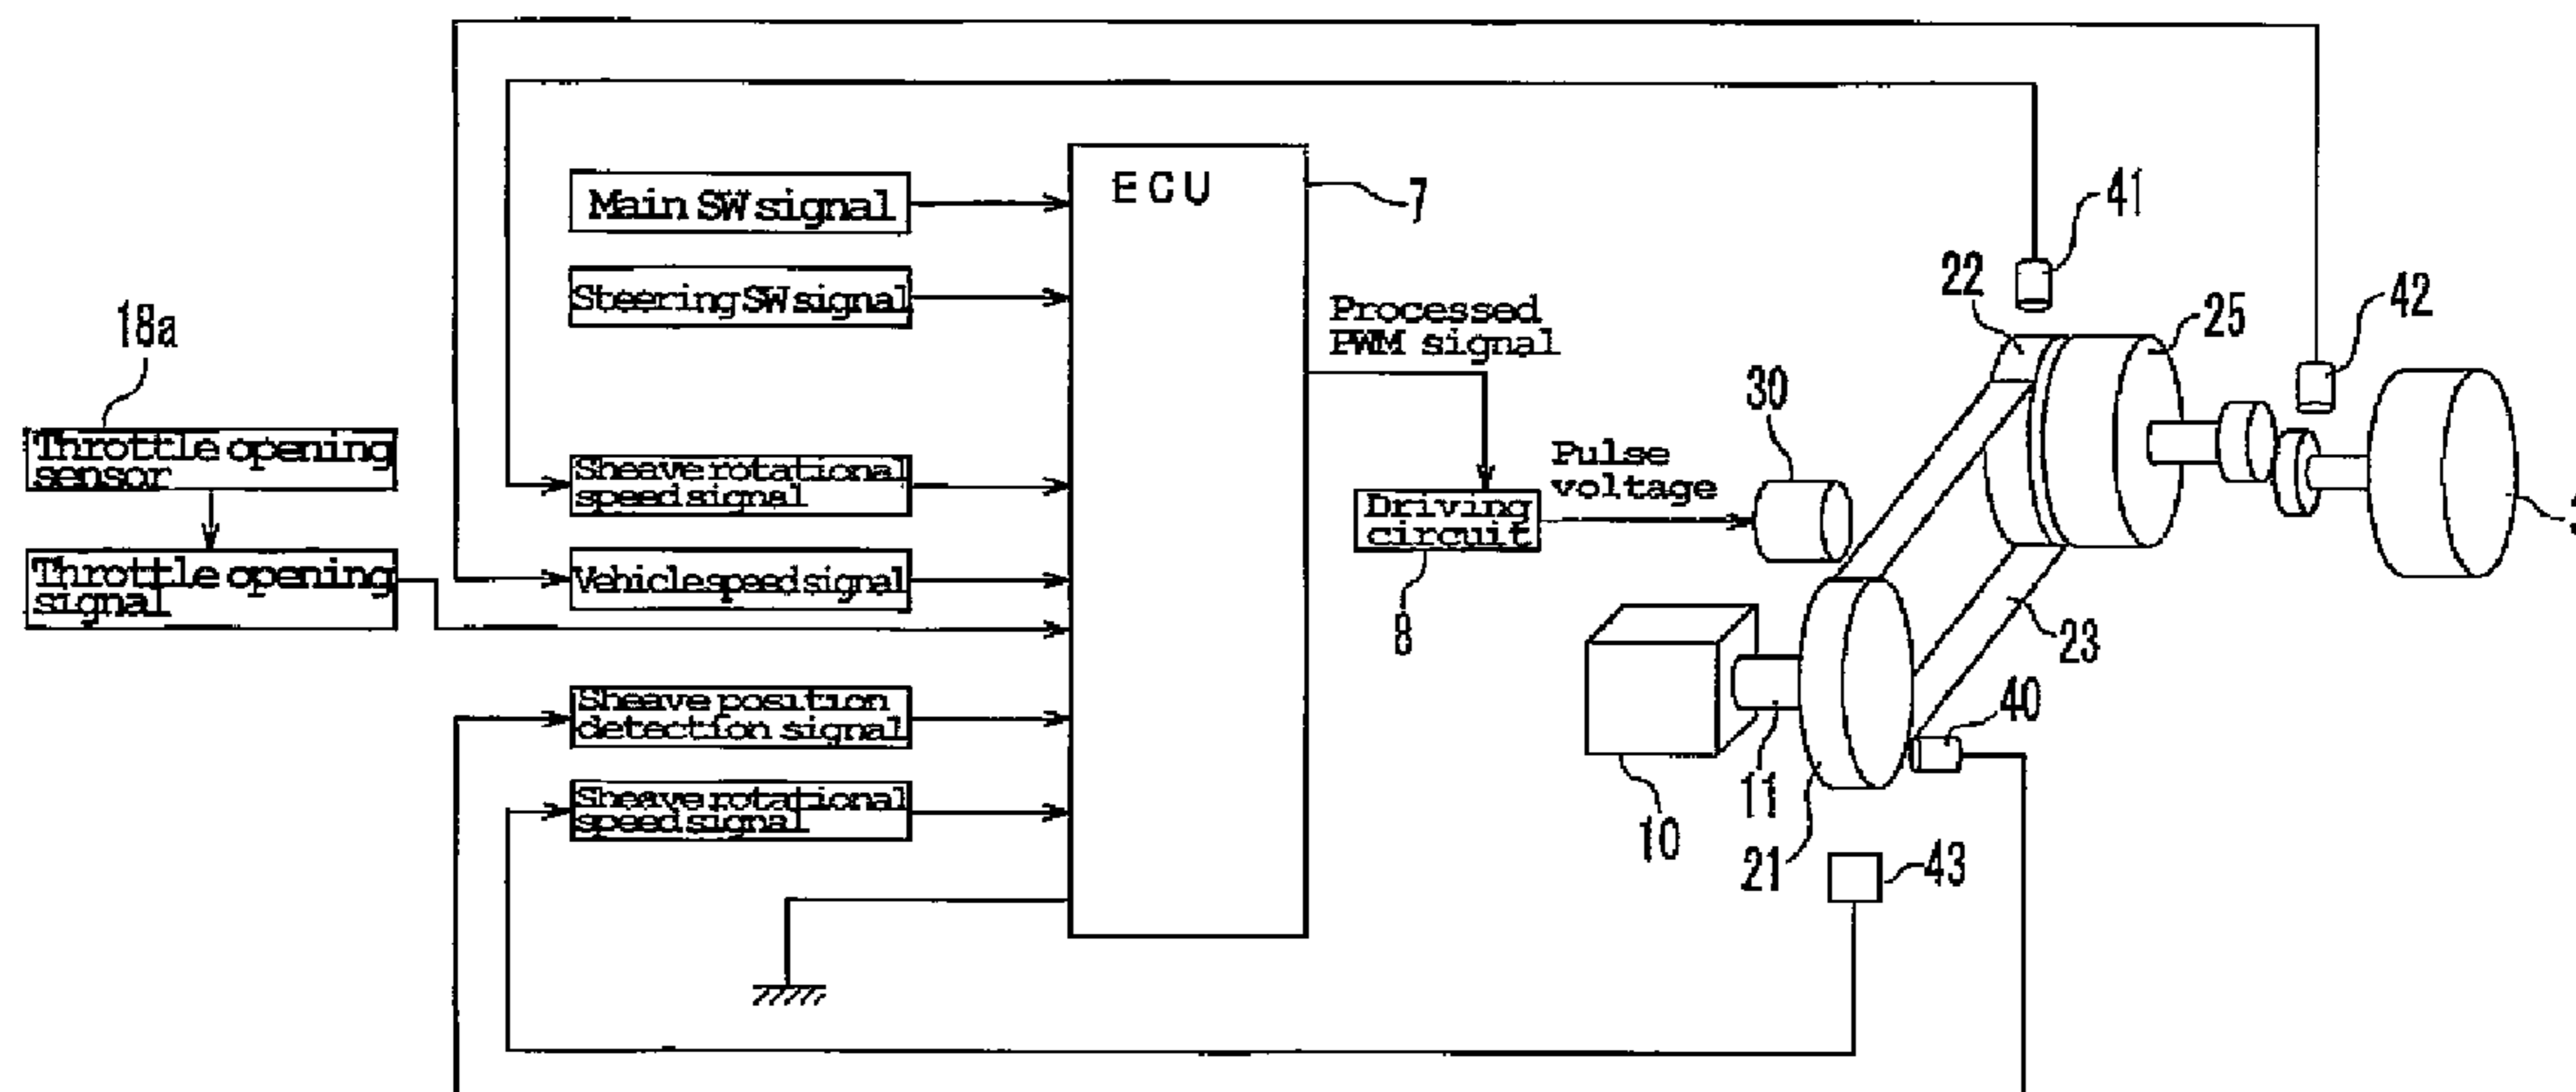 Main SW signal
ECU
7
41
Steering SW signal
22
42
25
Processed
PWM signal
18a
30
Throttle opening
sensor
Sheave rotational
speed signal
Pulse
voltage
Driving
circuit
Throttle opening
signal
Vehicle speed signal
8
23
Sheave position
detection signal
40
11
10
Sheave rotational
speed signal
21
43